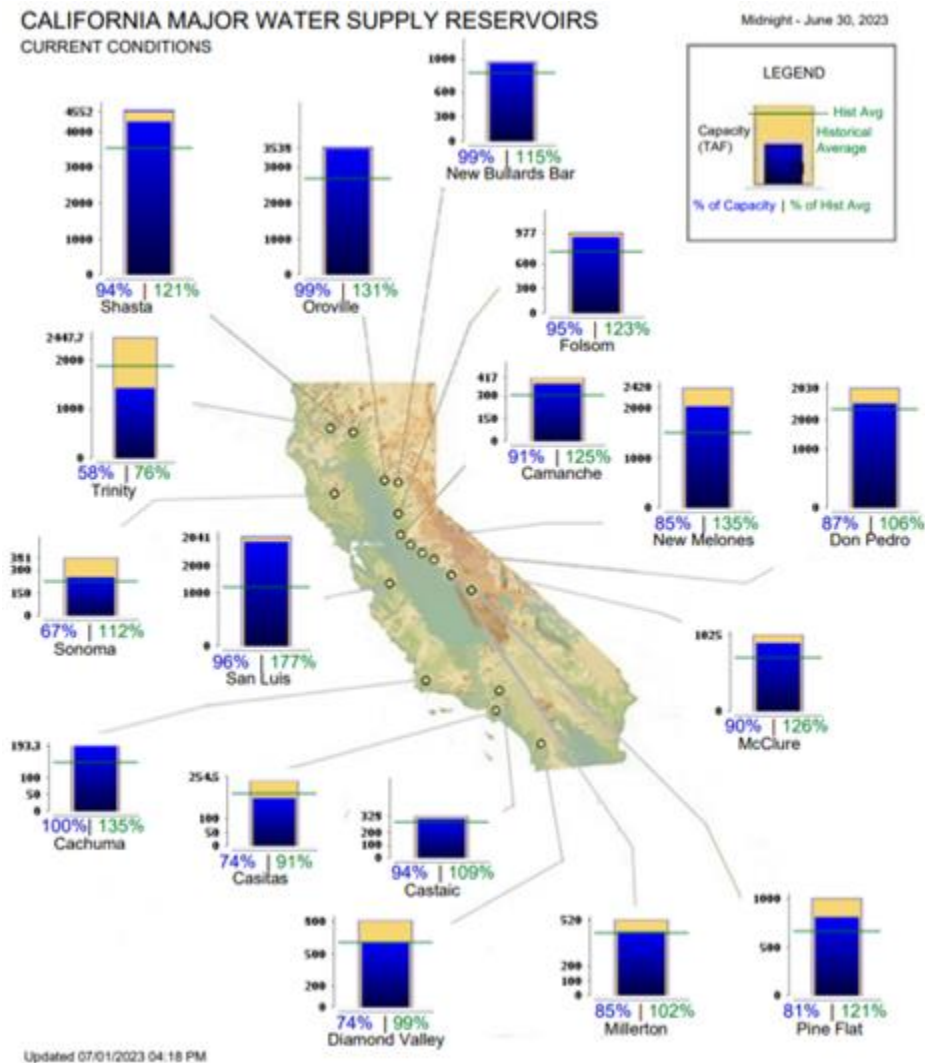 CALIFORNIA MAJOR WATER SUPPLY RESERVOIRS
Midnight - June 30, 2023
CURRENT CONDITIONS
LEGEND
Hist Avg
Capacity
(TAF)
Historical
Average
% of Capacity | % of Hist Avg
1000
600
300
0
99% | 115%
New Bullards Bar
4552
4000
3000
2000
1000
0
94% | 121%
Shasta
3538
3000
2000
1000
0
99% | 131%
Oroville
977
600
300
0
95% | 123%
Folsom
2447.7
2000
1000
0
58% | 76%
Trinity
417
300
150
0
91% | 125%
Camanche
2420
2000
1000
0
85% | 135%
New Melones
2030
2000
1000
0
87% | 106%
Don Pedro
381
300
150
0
67% | 112%
Sonoma
2041
2000
1000
0
96% | 177%
San Luis
1025
0
90% | 126%
McClure
193.3
100
50
0
100%| 135%
Cachuma
254.5
100
50
0
74% | 91%
Casitas
325
200
100
0
94% | 109%
Castaic
800
500
200
0
74% | 99%
Diamond Valley
520
200
100
0
85% | 102%
Millerton
1000
500
0
81% | 121%
Pine Flat
Updated 07/01/2023 04:18 PM